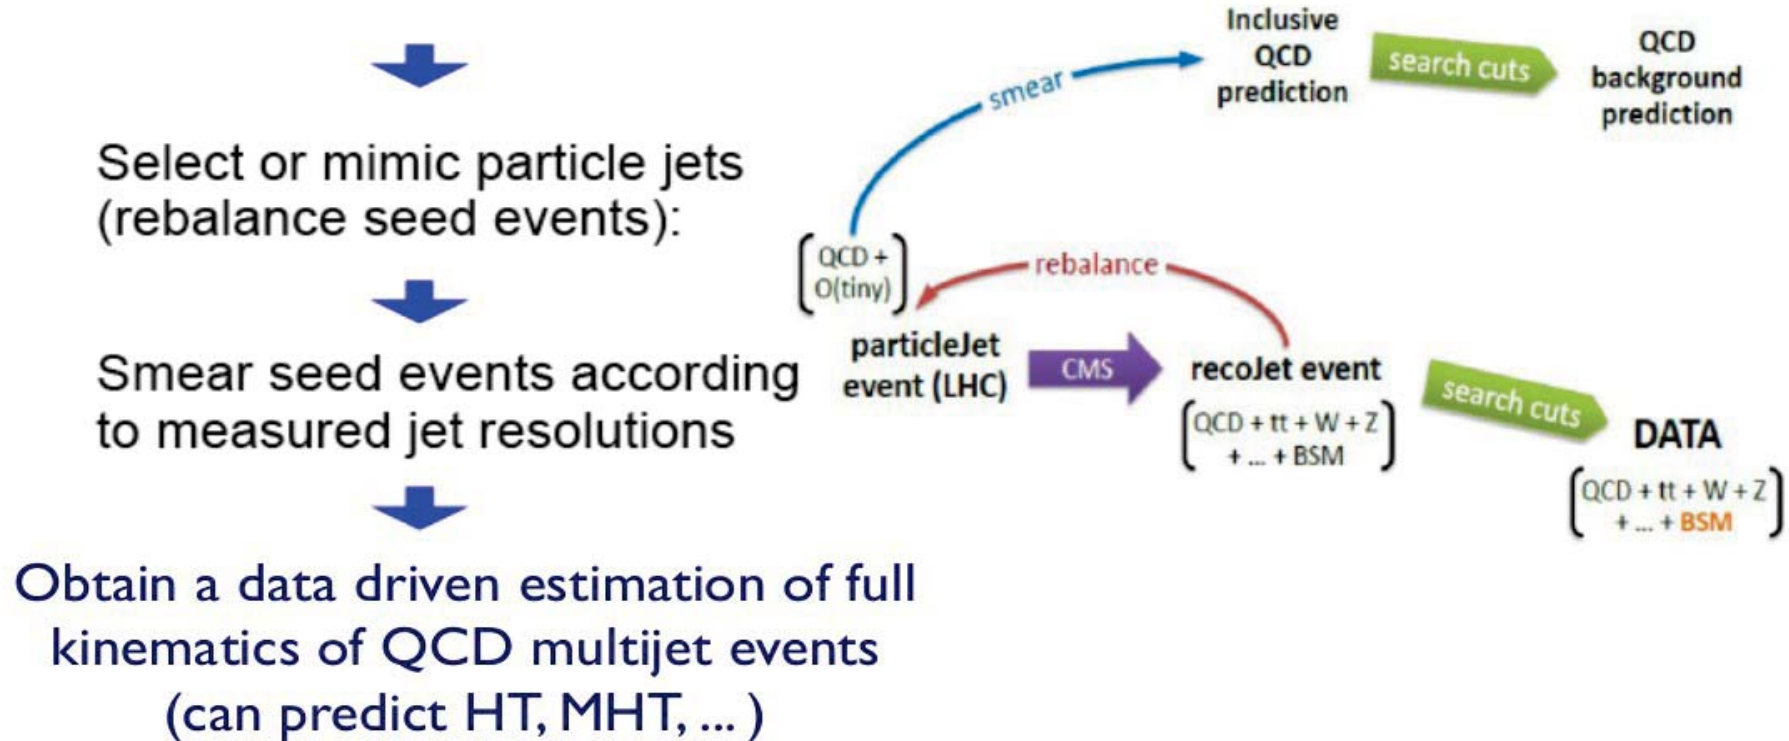 Select or mimic particle jets
(rebalance seed events):
Smear seed events according
to measured jet resolutions
Obtain a data driven estimation of full
kinematics of QCD multijet events
(can predict HT, MHT, ... )
smear
Inclusive
QCD
prediction
search cuts
QCD
background
prediction
QCD +
O(tiny)
rebalance
particleJet
event (LHC)
CMS
recoJet event
QCD + tt + W + Z
+ ... + BSM
search cuts
DATA
QCD + tt + W + Z
+ ... + BSM